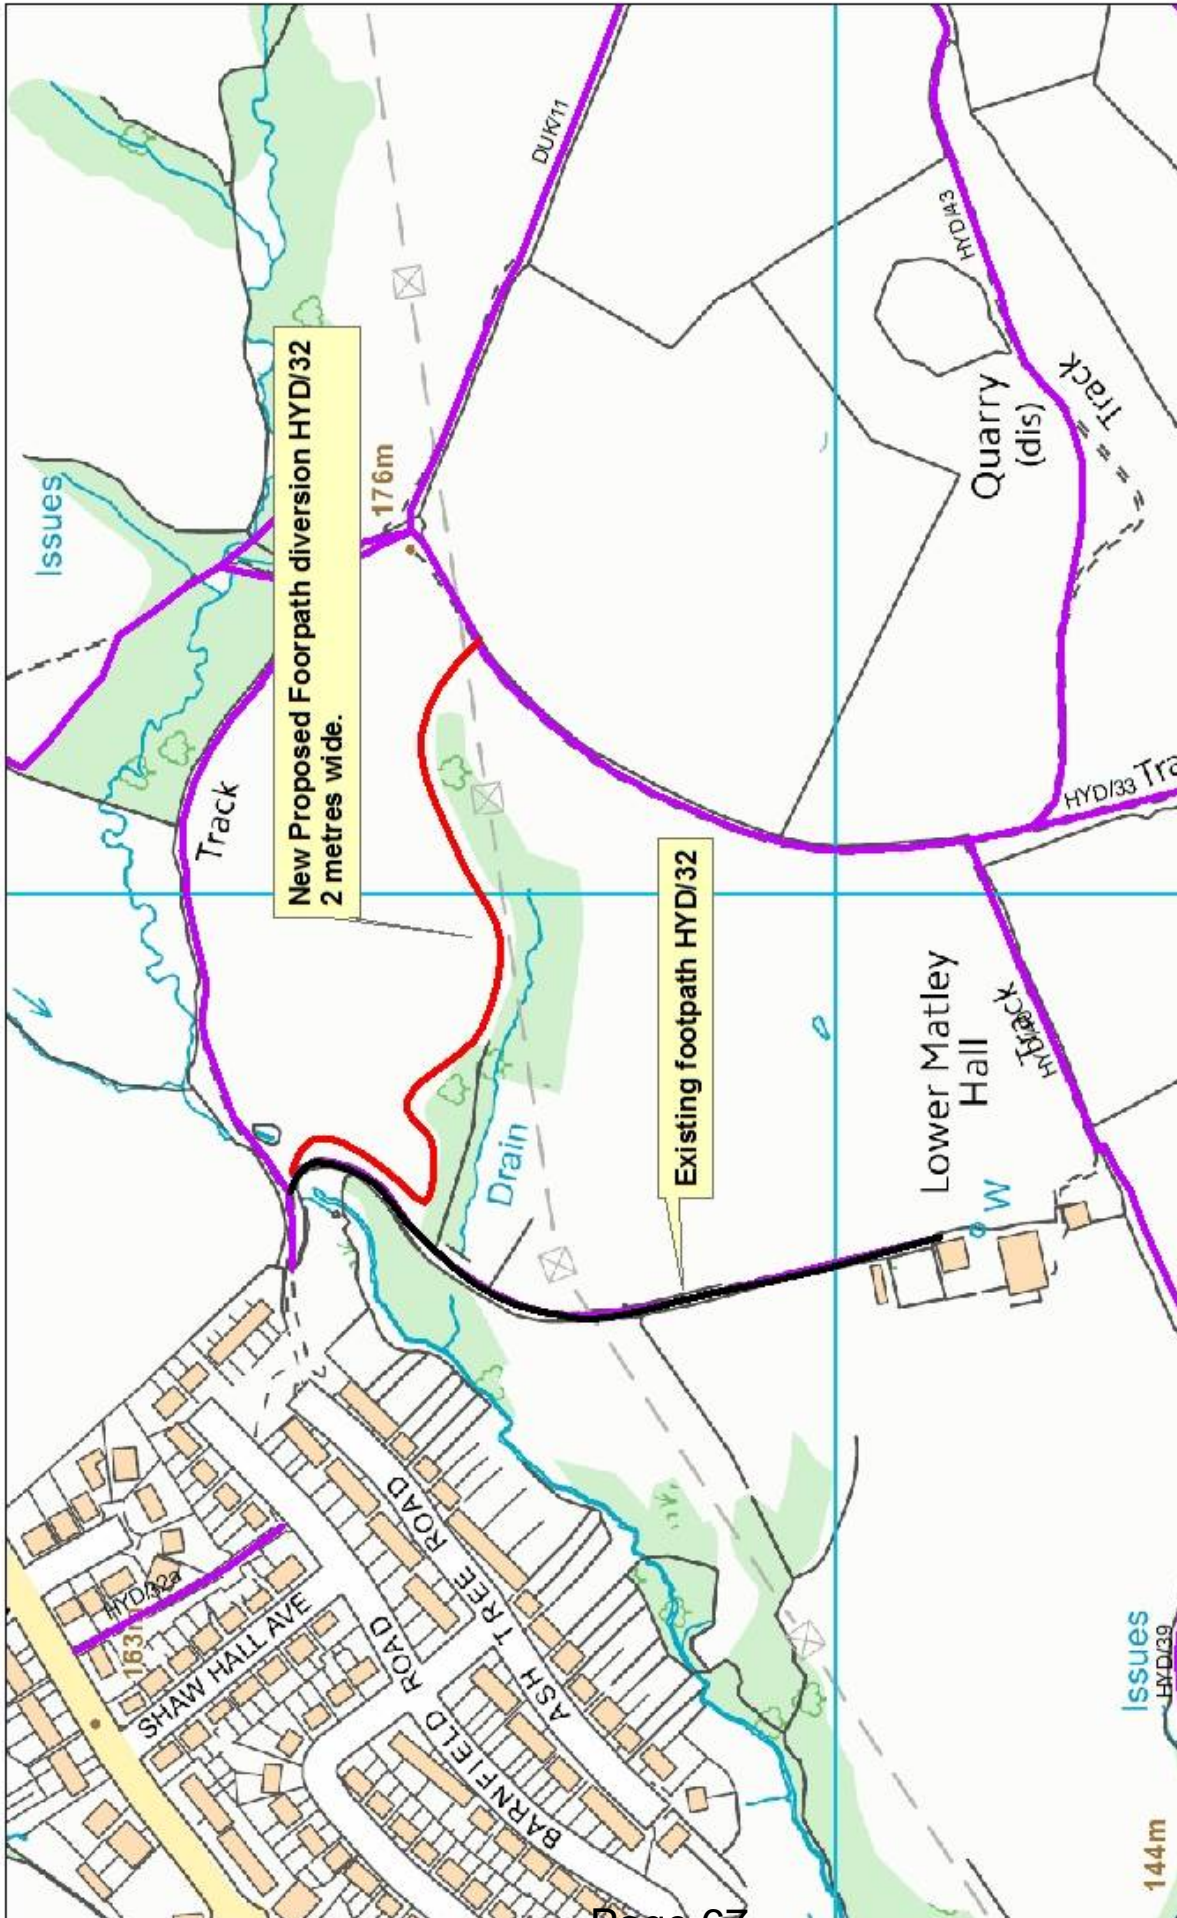 Issues
176m
DUK/11
HYD/43
Quarry
(dis)
Track
New Proposed Foorpath diversion HYD/32
2 metres wide.
Track
HYD/33
Existing footpath HYD/32
Lower Matley
Hall
Track
W
Drain
HYD/32a
163m
SHAW HALL AVE
ROAD
BARNFIELD
ASH TREE ROAD
Issues
HYD/39
144m